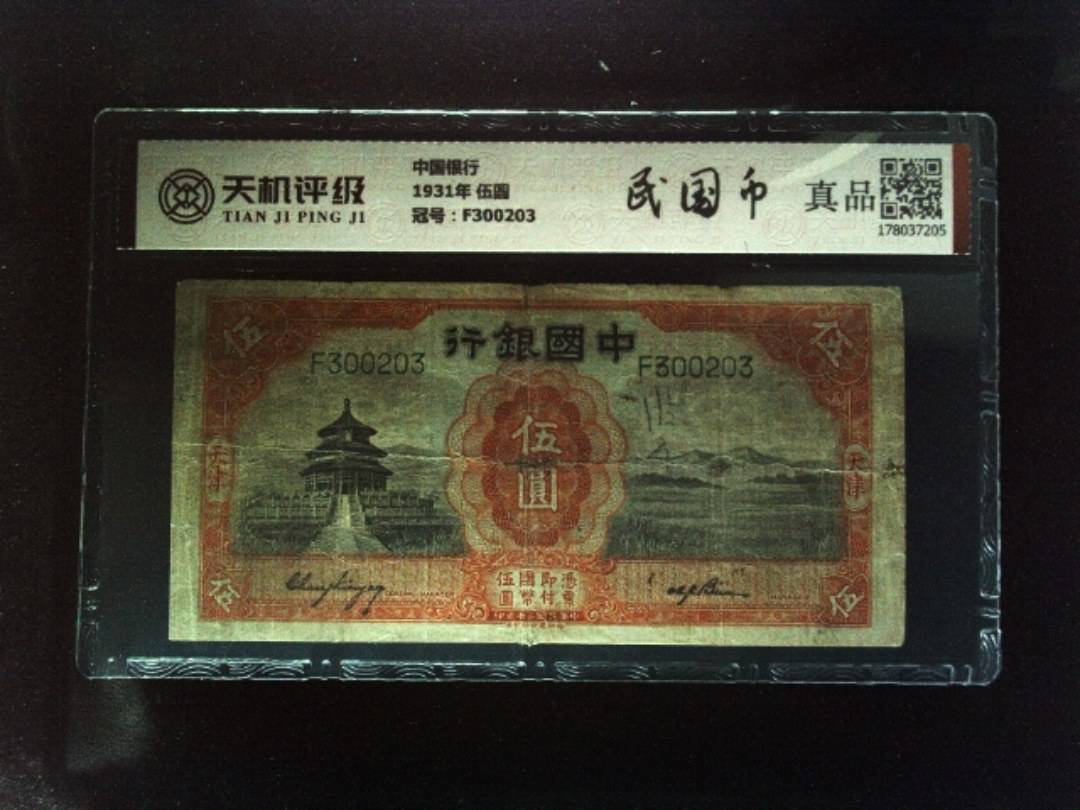 天机评级
TIAN JI PING JI
中国银行
1931年 伍圆
冠号：F300203
民国币
真品
178037205
伍
行銀國中
伍
F300203
F300203
伍
圓
天津
天津
伍國即憑
圓幣付票
伍
伍